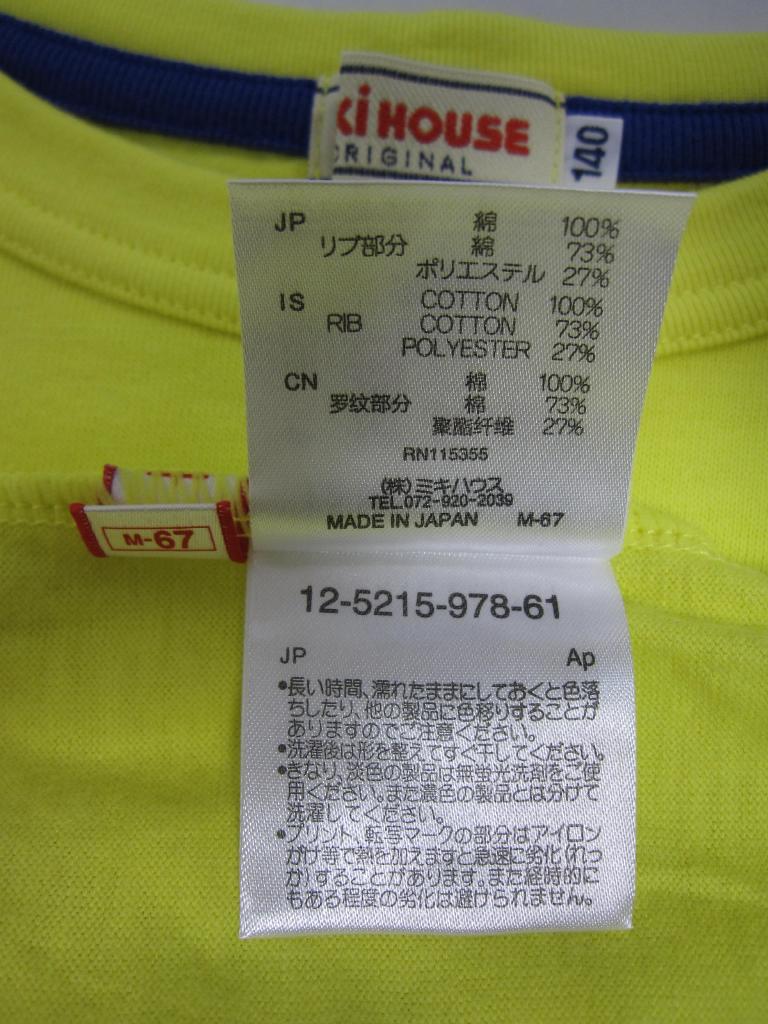 Ki HOUSE
ORIGINAL
140
JP 綿 100%
リブ部分 綿 73%
ポリエステル 27%
IS COTTON 100%
RIB COTTON 73%
POLYESTER 27%
CN 棉 100%
罗纹部分 棉 73%
聚酯纤维 27%
RN115355
(株)ミキハウス
TEL.072-920-2039
MADE IN JAPAN M-67
M-67
12-5215-978-61
JP Ap
•長い時間、濡れたままにしておくと色落
ちしたり、他の製品に色移りすることが
ありますのでご注意ください。
•洗濯後は形を整えてすぐ干してください。
•きなり、淡色の製品は無蛍光洗剤をご使
用ください。また濃色の製品とは分けて
洗濯してください。
•プリント、転写マークの部分はアイロン
がけ等で熱を加えますと急速に劣化(れっ
か)することがあります。また経時的に
もある程度の劣化は避けられません。